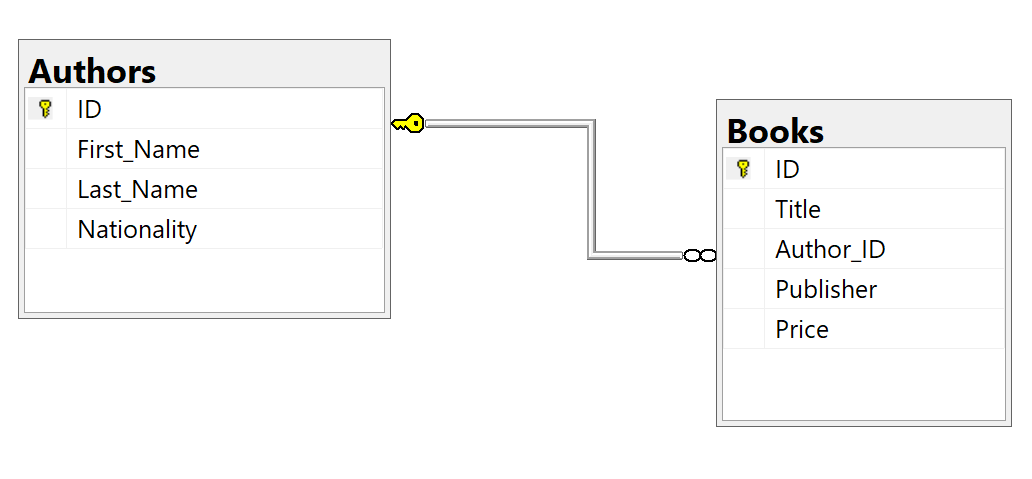 Authors
ID
First_Name
Last_Name
Nationality
Books
ID
Title
Author_ID
Publisher
Price